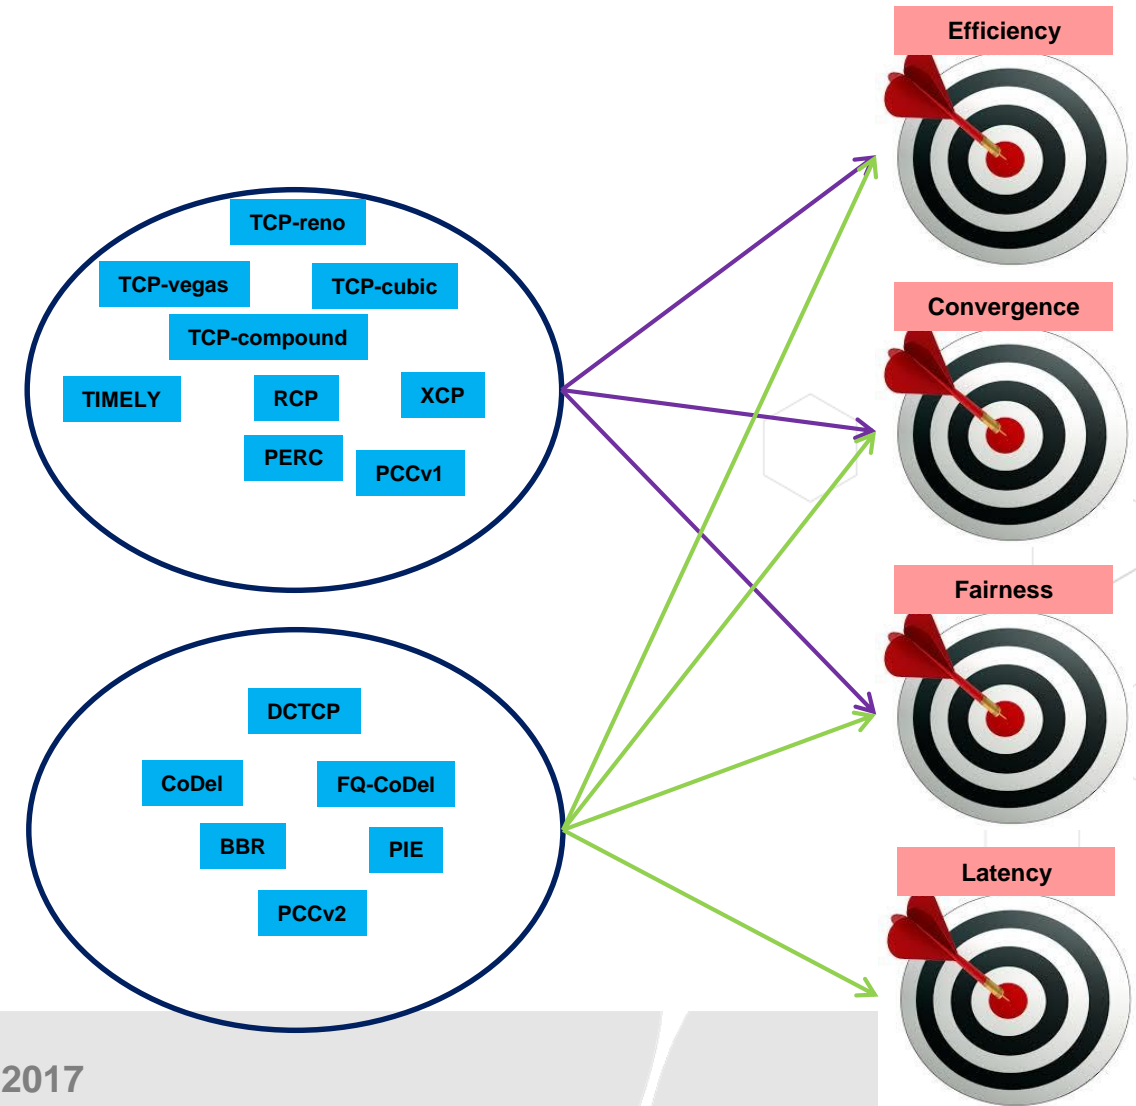 Efficiency
TCP-reno
TCP-vegas
TCP-cubic
TCP-compound
TIMELY
RCP
XCP
PERC
PCCv1
Convergence
Fairness
DCTCP
CoDel
FQ-CoDel
BBR
PIE
PCCv2
Latency
2017